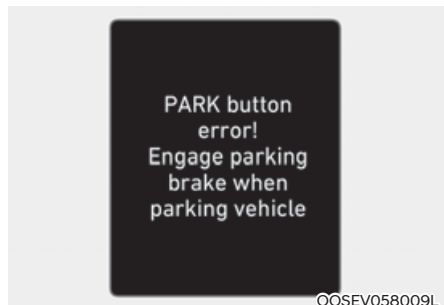 PARK button
error!
Engage parking
brake when
parking vehicle
OOSEV058009L